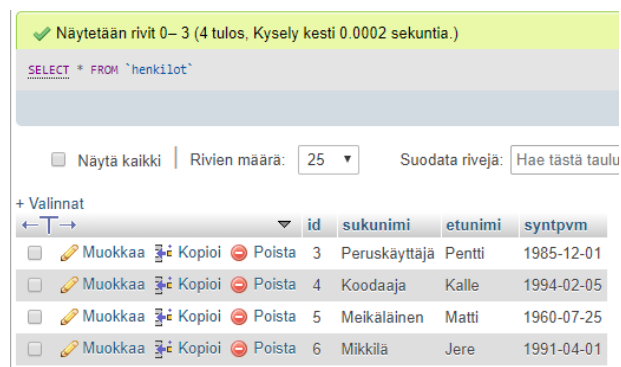 Näytetään rivit 0– 3 (4 tulos, Kysely kesti 0.0002 sekuntia.)
SELECT * FROM `henkilot`
Näytä kaikki Rivien määrä: 25 Suodata rivejä: Hae tästä taulu
+ Valinnat
←T→ id sukunimi etunimi syntpvm
Muokkaa Kopioi Poista 3 Peruskäyttäjä Pentti 1985-12-01
Muokkaa Kopioi Poista 4 Koodaaja Kalle 1994-02-05
Muokkaa Kopioi Poista 5 Meikäläinen Matti 1960-07-25
Muokkaa Kopioi Poista 6 Mikkilä Jere 1991-04-01